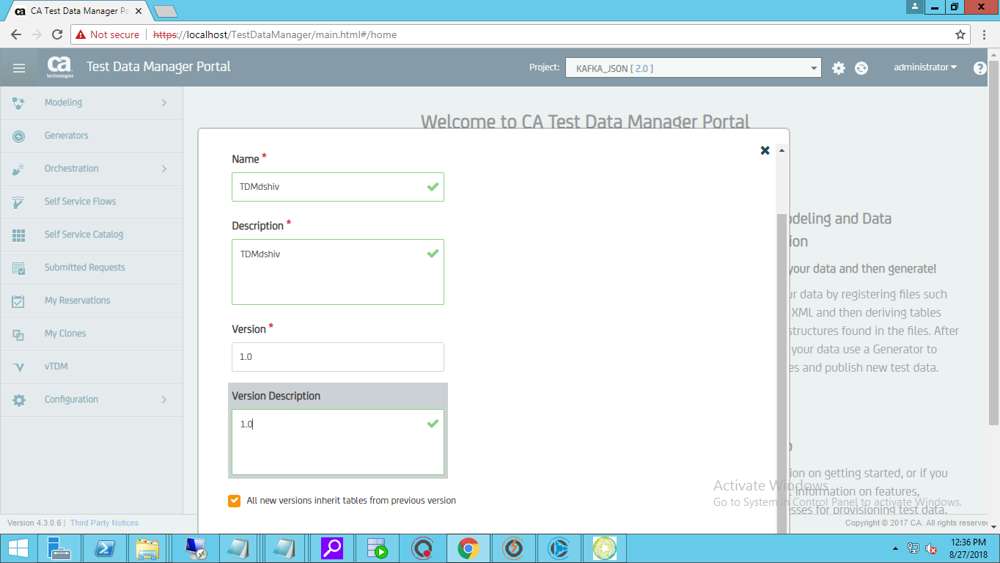 CA Test Data Manager Po
Not secure
https://localhost/TestDataManager/main.html#/home
ca
technologies
Test Data Manager Portal
Project:
KAFKA_JSON [ 2.0 ]
administrator
Modeling
Generators
Orchestration
Self Service Flows
Self Service Catalog
Submitted Requests
My Reservations
My Clones
vTDM
Configuration
Welcome to CA Test Data Manager Portal
Name *
TDMdshiv
Description *
TDMdshiv
Version *
1.0
Version Description
1.0
All new versions inherit tables from previous version
deling and Data
ion
your data and then generate!
ur data by registering files such
XML and then deriving tables
structures found in the files. After
your data use a Generator to
es and publish new test data.
ion on getting started, or if you
information on features,
sses for provisioning test data.
Activate Windows
Go to System in Control Panel to activate Windows.
Version 4.3.0.6 | Third Party Notices
Copyright © 2017 CA. All rights reserve
12:36 PM
8/27/2018